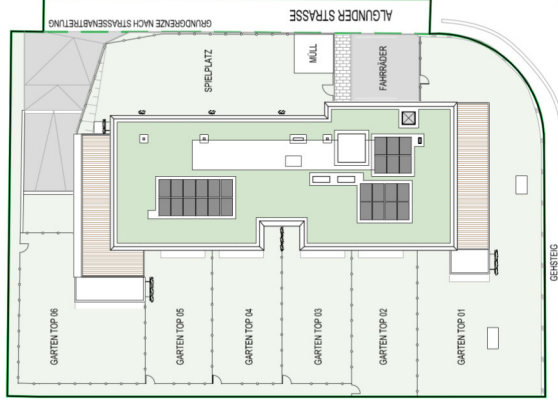 GRUNDGRENZE NACH STRASSENABTRETUNG
ALGUNDER STRASSE
SPIELPLATZ
MÜLL
FAHRRÄDER
GEHSTEIG
GARTEN TOP 06
GARTEN TOP 05
GARTEN TOP 04
GARTEN TOP 03
GARTEN TOP 02
GARTEN TOP 01